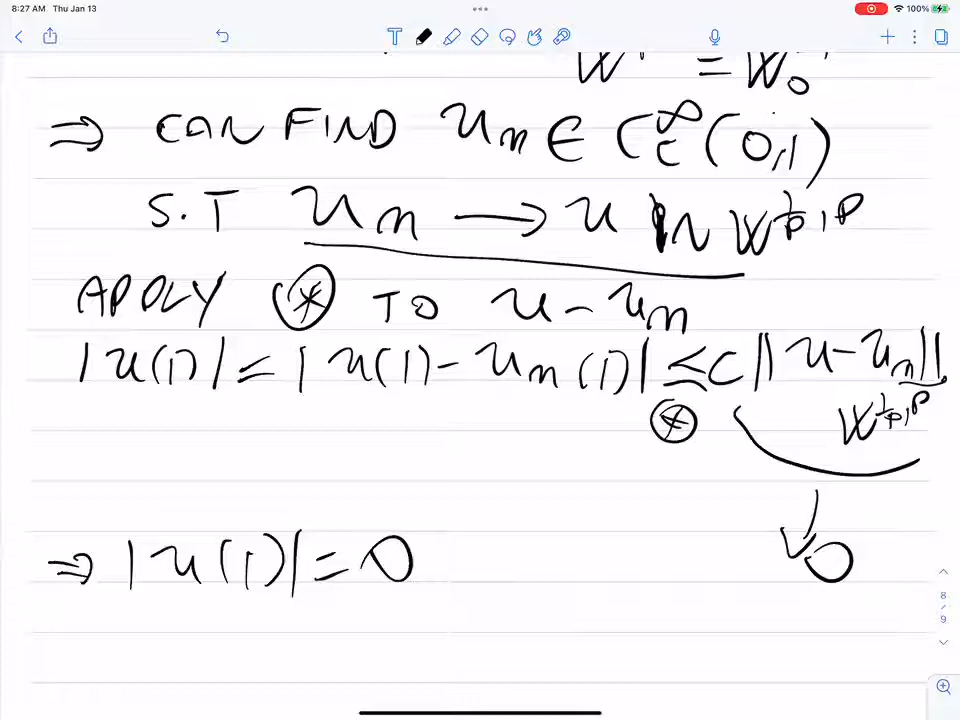 8:27 AM Thu Jan 13
100%
W = W₀
⇒ CAN FIND uₙ ∈ C_c^∞ (0,1)
S.T uₙ → u IN W^{1/p, p}
APPLY ⊛ TO u - uₙ
|u(1)| = |u(1) - uₙ(1)| ≤ C ||u - uₙ||
⊛ W^{1/p, p}
0
⇒ |u(1)| = 0
8
/
9